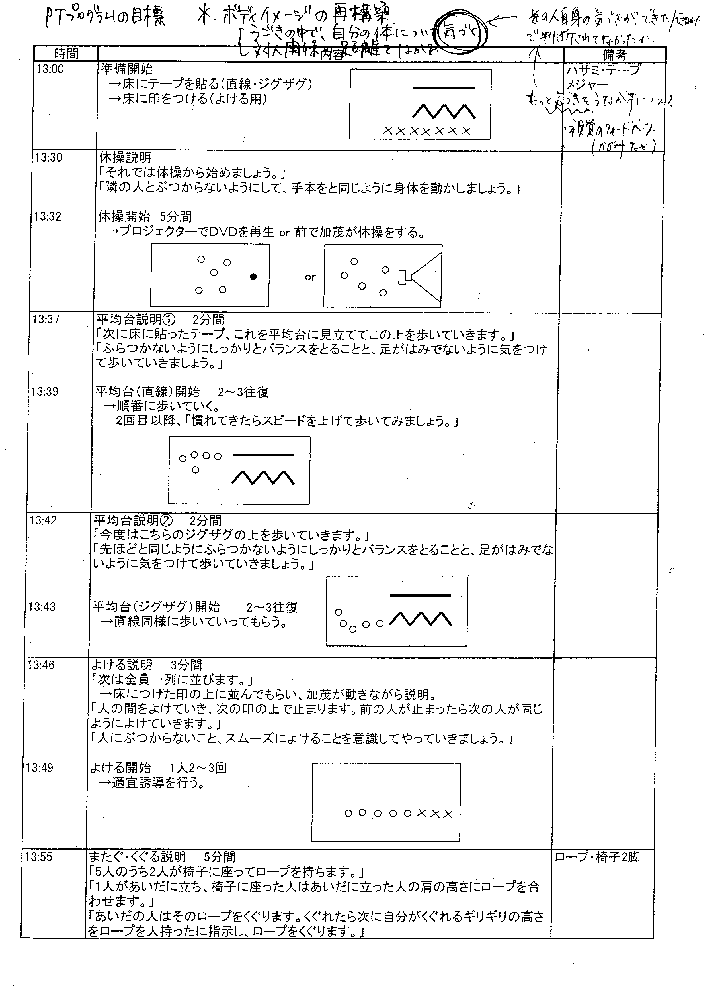 PTプログラムの目標　＊. ボディイメージの再構築
うごきの中で、自分の体について気づく
対人関係の距離をはかる
← その人自身の気づきが、できた/できなかった
で判断されてなかったか.
もっと気づきをうながすには
・視覚のフィードバック.
(かがみ など)
時間　内容　備考
13:00　準備開始　ハサミ・テープ
→床にテープを貼る(直線・ジグザグ)　メジャー
→床に印をつける(よける用)
×××××××
13:30　体操説明
「それでは体操から始めましょう。」
「隣の人とぶつからないようにして、手本をと同じように身体を動かしましょう。」
13:32　体操開始　5分間
→プロジェクターでDVDを再生 or 前で加茂が体操をする。
or
13:37　平均台説明①　2分間
「次に床に貼ったテープ、これを平均台に見立ててこの上を歩いていきます。」
「ふらつかないようにしっかりとバランスをとることと、足がはみでないように気をつけ
て歩いていきましょう。」
13:39　平均台(直線)開始　2～3往復
→順番に歩いていく。
2回目以降、「慣れてきたらスピードを上げて歩いてみましょう。」
13:42　平均台説明②　2分間
「今度はこちらのジグザグの上を歩いていきます。」
「先ほどと同じようにふらつかないようにしっかりとバランスをとることと、足がはみでな
いように気をつけて歩いていきましょう。」
13:43　平均台(ジグザグ)開始　2～3往復
→直線同様に歩いていってもらう。
13:46　よける説明　3分間
「次は全員一列に並びます。」
→床につけた印の上に並んでもらい、加茂が動きながら説明。
「人の間をよけていき、次の印の上で止まります。前の人が止まったら次の人が同じ
ようによけていきます。」
「人にぶつからないこと、スムーズによけることを意識してやっていきましょう。」
13:49　よける開始　1人2～3回
→適宜誘導を行う。
○○○○○×××
13:55　またぐ・くぐる説明　5分間　ロープ・椅子2脚
「5人のうち2人が椅子に座ってロープを持ちます。」
「1人があいだに立ち、椅子に座った人はあいだに立った人の肩の高さにロープを合
わせます。」
「あいだの人はそのロープをくぐります。くぐれたら次に自分がくぐれるギリギリの高さ
をロープを人持ったに指示し、ロープをくぐります。」